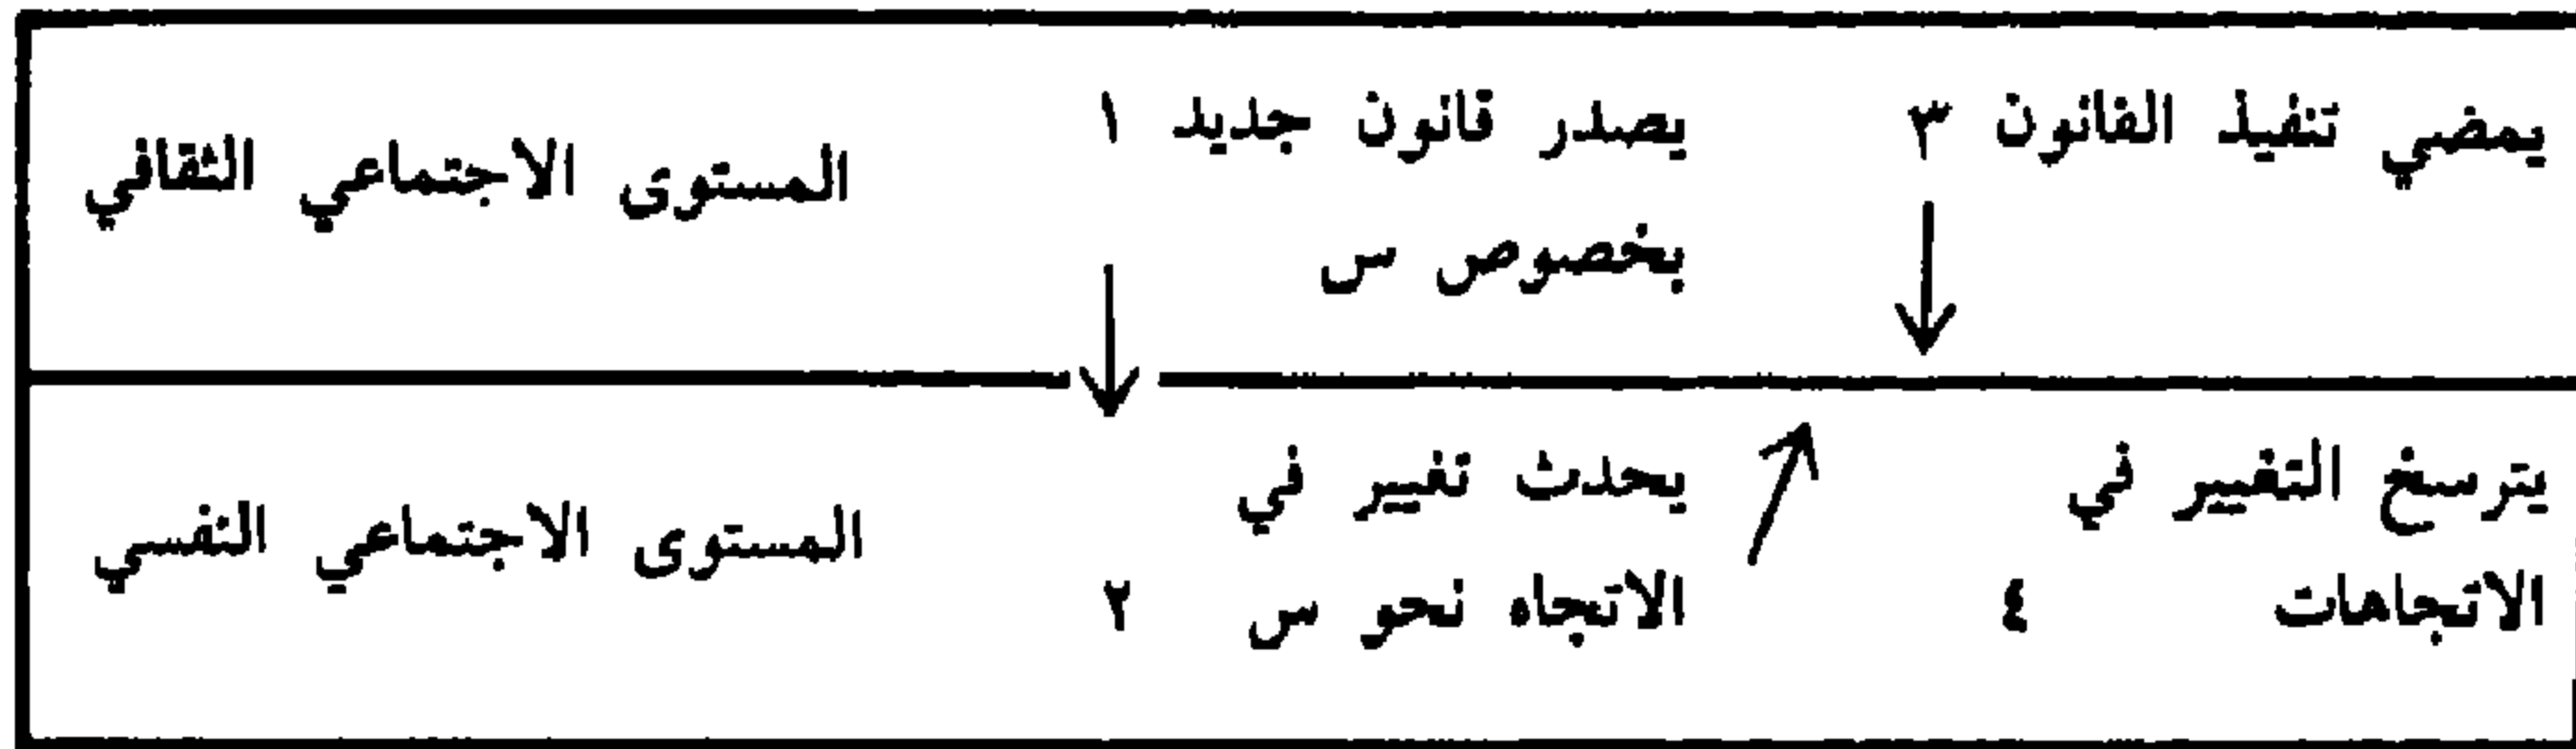 يمضي تنفيذ القانون ٣
يصدر قانون جديد ١
بخصوص س
المستوى الاجتماعي الثقافي
يترسخ التغيير في
الاتجاهات ٤
يحدث تغيير في
الاتجاه نحو س ٢
المستوى الاجتماعي النفسي